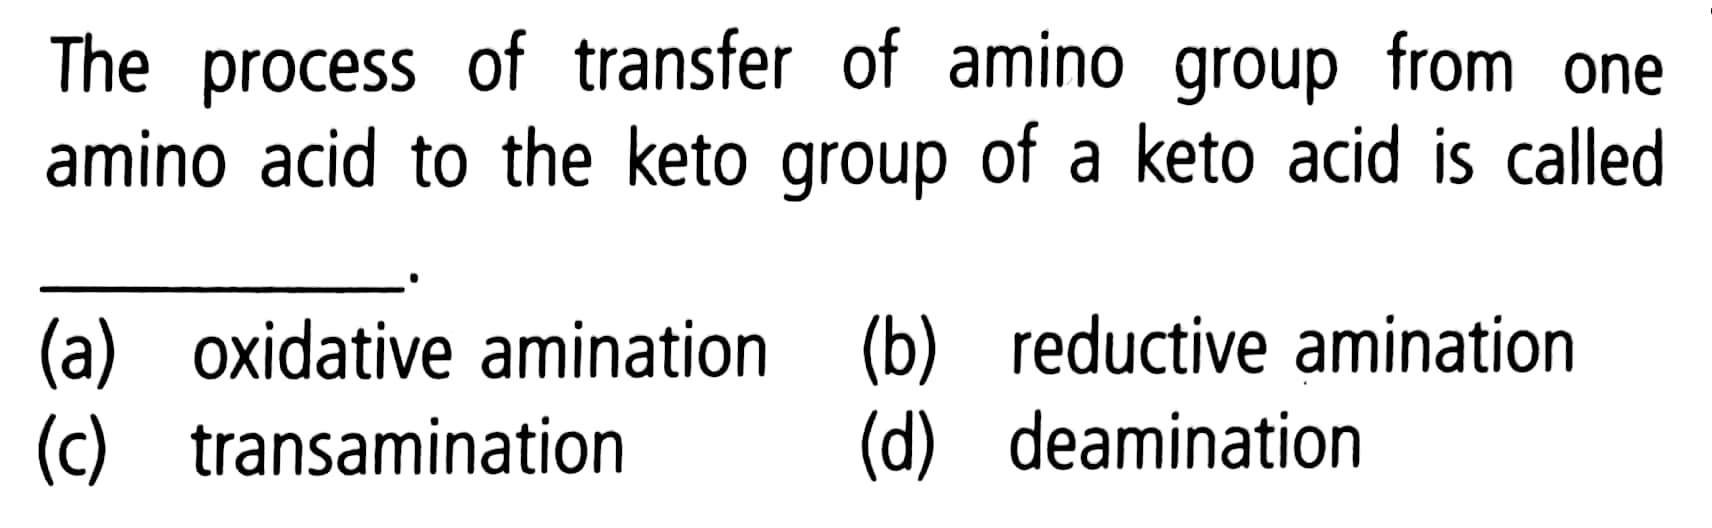 The process of transfer of amino group from one
amino acid to the keto group of a keto acid is called
____________.
(a) oxidative amination (b) reductive amination
(c) transamination (d) deamination